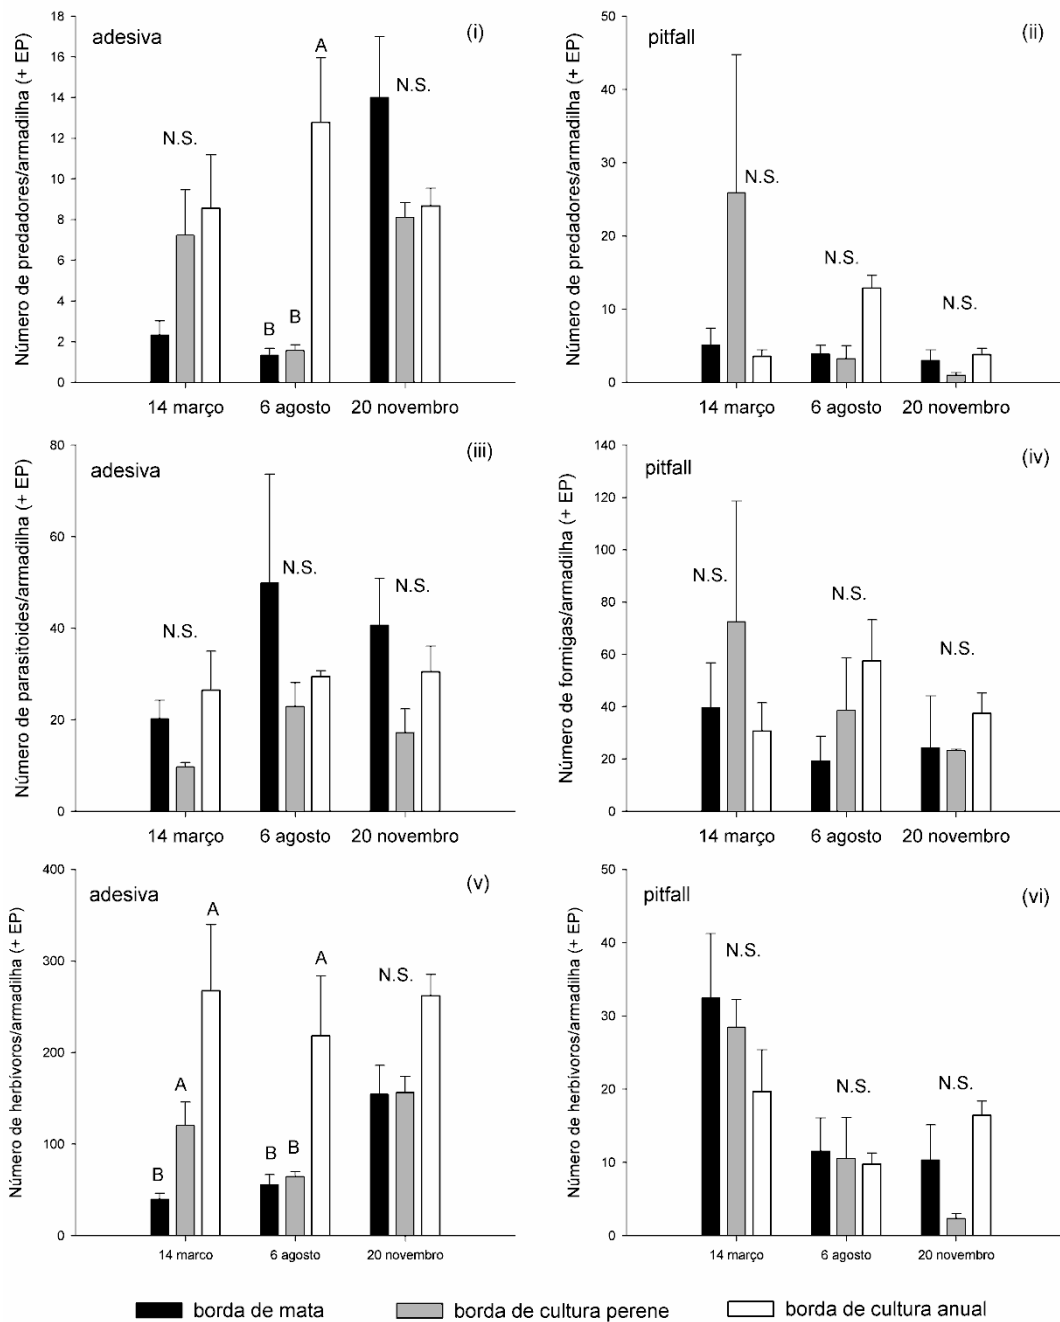 adesiva
(i)
Número de predadores/armadilha (+ EP)
18
16
14
12
10
8
6
4
2
0
N.S.
B
B
A
N.S.
14 março
6 agosto
20 novembro
pitfall
(ii)
Número de predadores/armadilha (+ EP)
50
40
30
20
10
0
N.S.
N.S.
N.S.
14 março
6 agosto
20 novembro
adesiva
(iii)
Número de parasitoides/armadilha (+ EP)
80
60
40
20
0
N.S.
N.S.
N.S.
14 março
6 agosto
20 novembro
pitfall
(iv)
Número de formigas/armadilha (+ EP)
140
120
100
80
60
40
20
0
N.S.
N.S.
N.S.
14 março
6 agosto
20 novembro
adesiva
(v)
Número de herbívoros/armadilha (+ EP)
400
300
200
100
0
B
A
A
B
B
A
N.S.
14 marco
6 agosto
20 novembro
pitfall
(vi)
Número de herbívoros/armadilha (+ EP)
50
40
30
20
10
0
N.S.
N.S.
N.S.
14 março
6 agosto
20 novembro
borda de mata
borda de cultura perene
borda de cultura anual